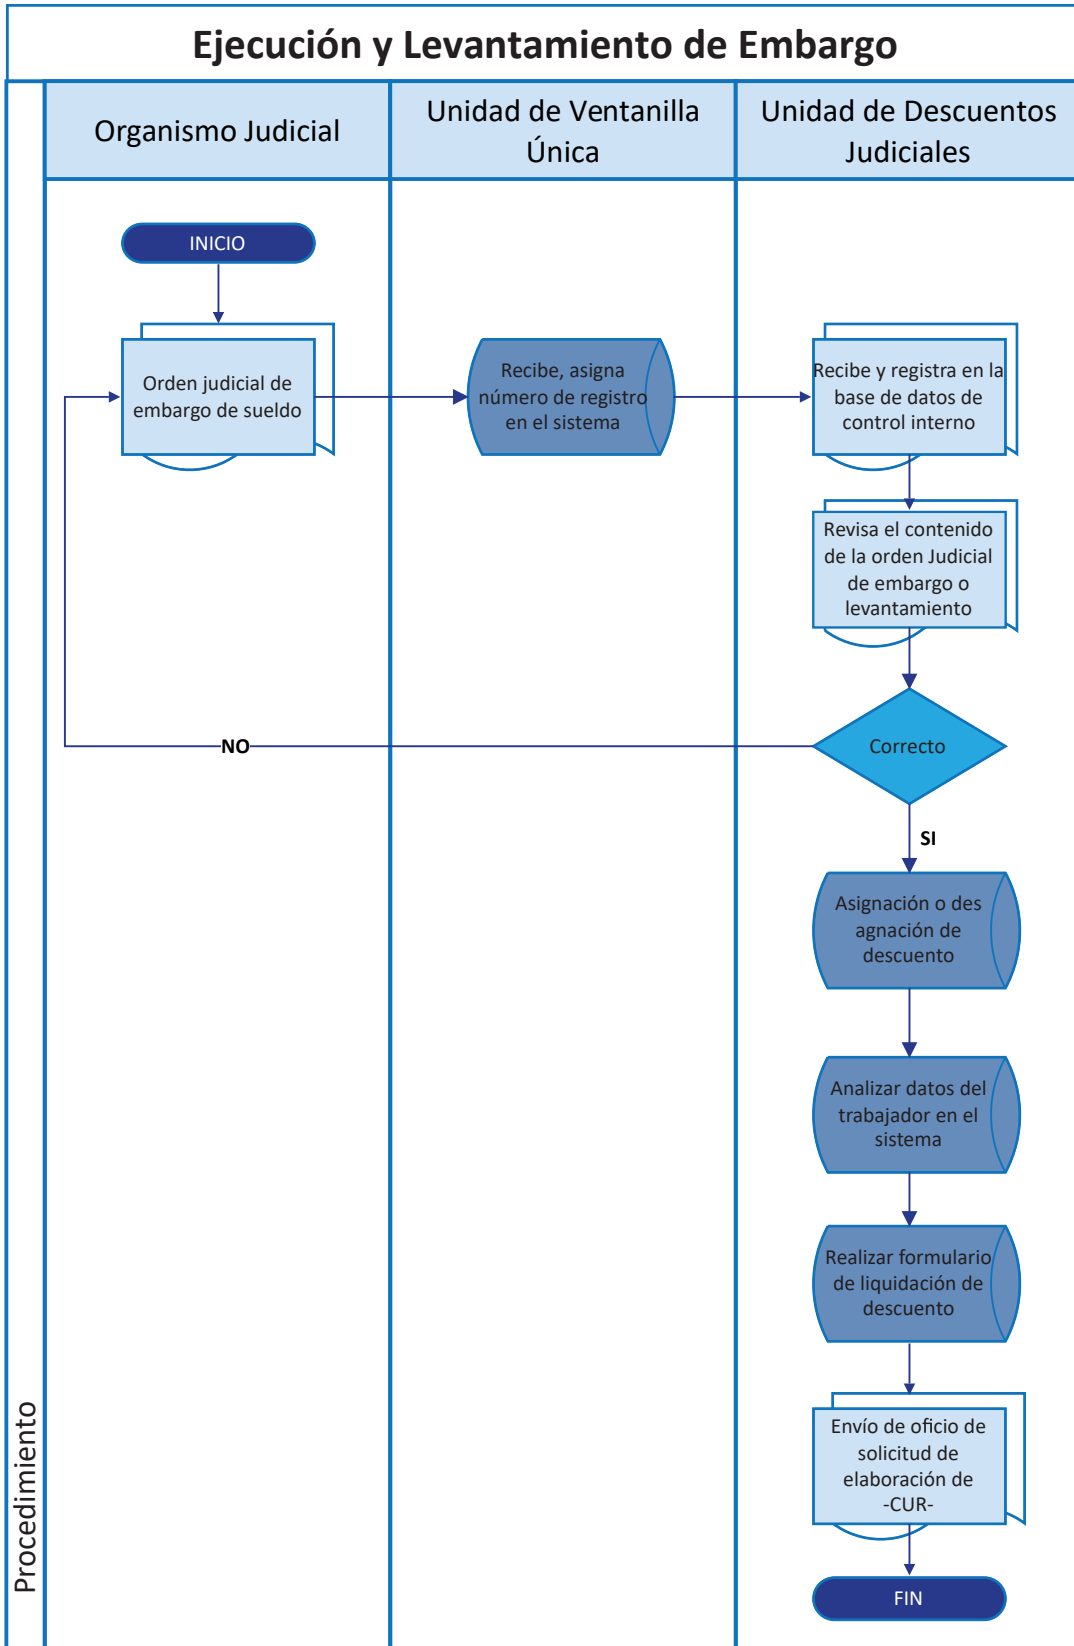 Ejecución y Levantamiento de Embargo
Organismo Judicial
Unidad de Ventanilla
Única
Unidad de Descuentos
Judiciales
INICIO
Orden judicial de
embargo de sueldo
Recibe, asigna
número de registro
en el sistema
Recibe y registra en la
base de datos de
control interno
Revisa el contenido
de la orden Judicial
de embargo o
levantamiento
Correcto
NO
SI
Asignación o des
agnación de
descuento
Analizar datos del
trabajador en el
sistema
Realizar formulario
de liquidación de
descuento
Envío de oficio de
solicitud de
elaboración de
-CUR-
FIN
Procedimiento